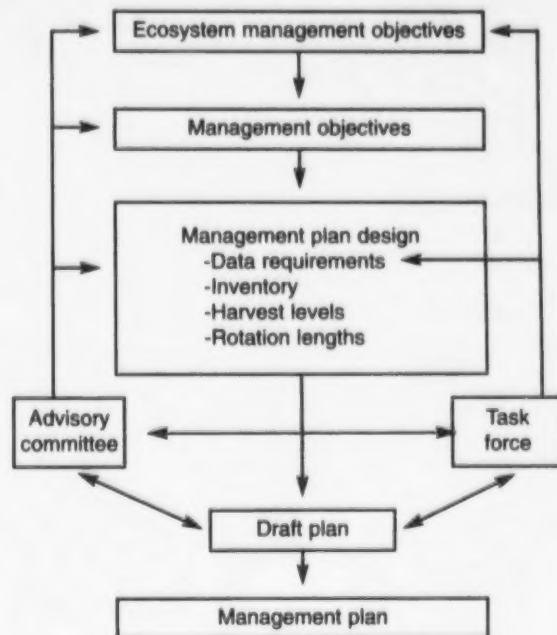 Ecosystem management objectives
Management objectives
Management plan design
-Data requirements
-Inventory
-Harvest levels
-Rotation lengths
Advisory
committee
Task
force
Draft plan
Management plan